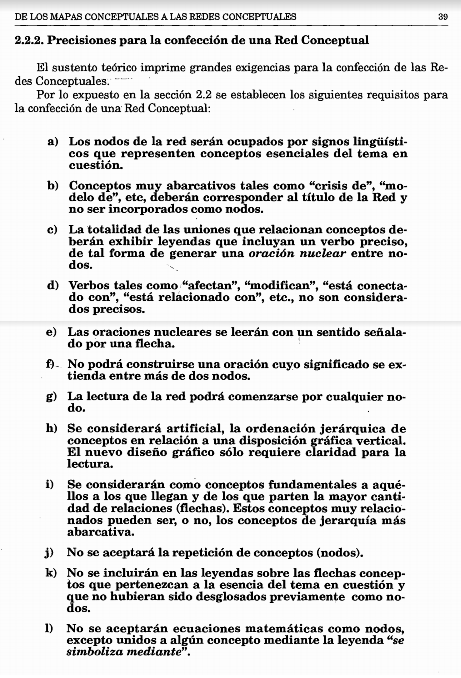 DE LOS MAPAS CONCEPTUALES A LAS REDES CONCEPTUALES 39
2.2.2. Precisiones para la confección de una Red Conceptual
El sustento teórico imprime grandes exigencias para la confección de las Re-
des Conceptuales.
Por lo expuesto en la sección 2.2 se establecen los siguientes requisitos para
la confección de una Red Conceptual:
a) Los nodos de la red serán ocupados por signos lingüísti-
cos que representen conceptos esenciales del tema en
cuestión.
b) Conceptos muy abarcativos tales como “crisis de”, “mo-
delo de”, etc, deberán corresponder al título de la Red y
no ser incorporados como nodos.
c) La totalidad de las uniones que relacionan conceptos de-
berán exhibir leyendas que incluyan un verbo preciso,
de tal forma de generar una oración nuclear entre no-
dos.
d) Verbos tales como “afectan”, “modifican”, “está conecta-
do con”, “está relacionado con”, etc., no son considera-
dos precisos.
e) Las oraciones nucleares se leerán con un sentido señala-
do por una flecha.
f) No podrá construirse una oración cuyo significado se ex-
tienda entre más de dos nodos.
g) La lectura de la red podrá comenzarse por cualquier no-
do.
h) Se considerará artificial, la ordenación jerárquica de
conceptos en relación a una disposición gráfica vertical.
El nuevo diseño gráfico sólo requiere claridad para la
lectura.
i) Se considerarán como conceptos fundamentales a aqué-
llos a los que llegan y de los que parten la mayor canti-
dad de relaciones (flechas). Estos conceptos muy relacio-
nados pueden ser, o no, los conceptos de jerarquía más
abarcativa.
j) No se aceptará la repetición de conceptos (nodos).
k) No se incluirán en las leyendas sobre las flechas concep-
tos que pertenezcan a la esencia del tema en cuestión y
que no hubieran sido desglosados previamente como no-
dos.
l) No se aceptarán ecuaciones matemáticas como nodos,
excepto unidos a algún concepto mediante la leyenda “se
simboliza mediante”.